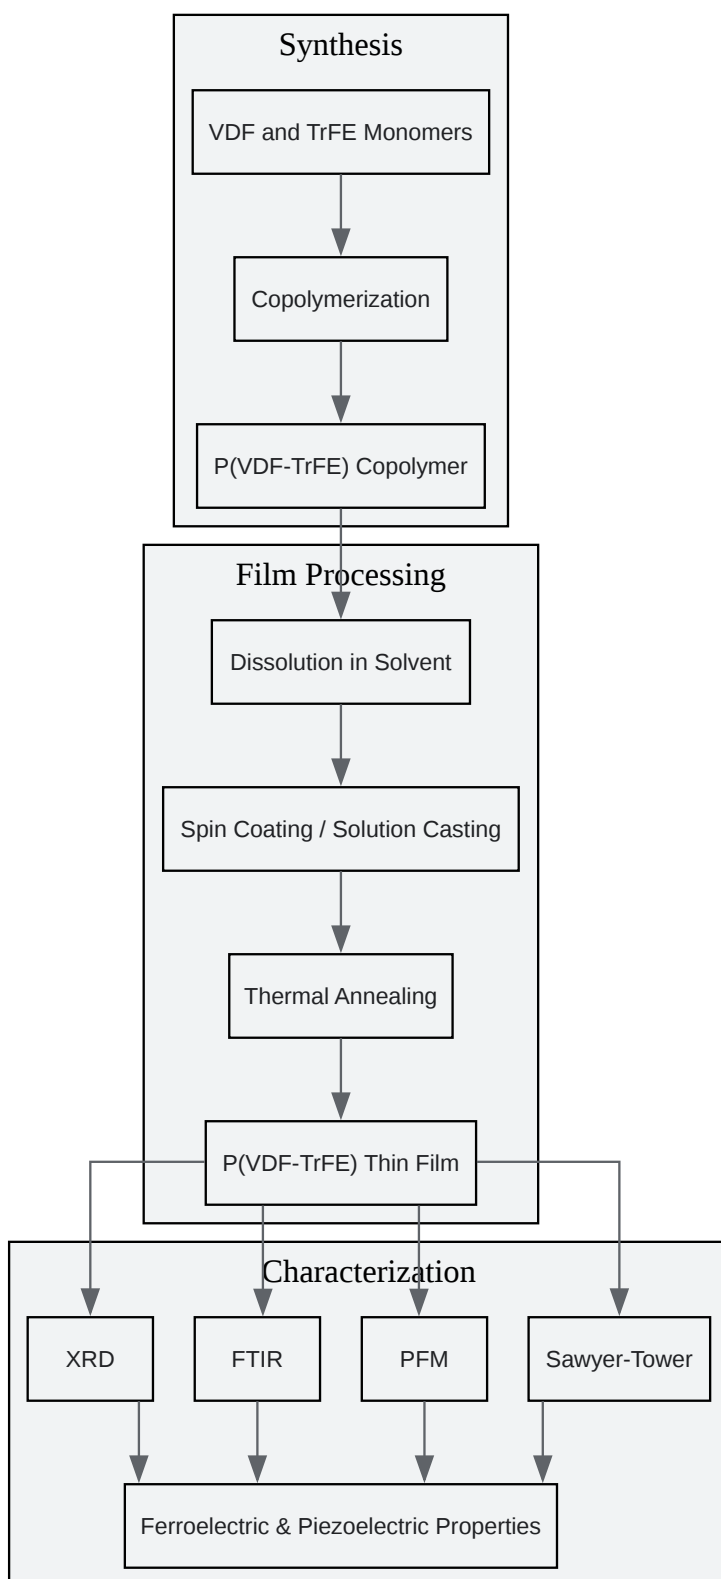 Synthesis
VDF and TrFE Monomers
Copolymerization
P(VDF-TrFE) Copolymer
Film Processing
Dissolution in Solvent
Spin Coating / Solution Casting
Thermal Annealing
P(VDF-TrFE) Thin Film
Characterization
XRD
FTIR
PFM
Sawyer-Tower
Ferroelectric & Piezoelectric Properties